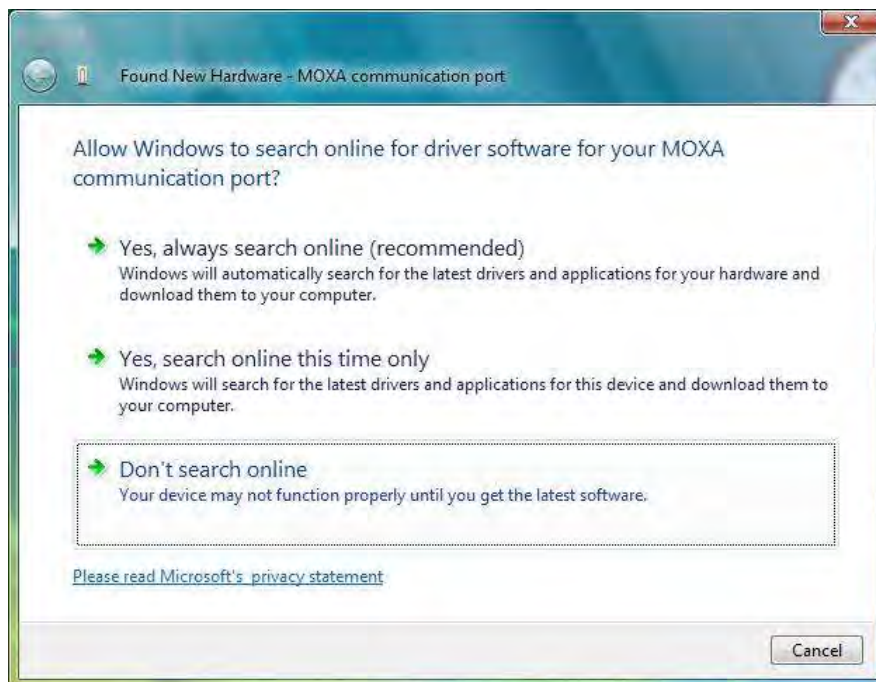 Found New Hardware - MOXA communication port
Allow Windows to search online for driver software for your MOXA
communication port?
Yes, always search online (recommended)
Windows will automatically search for the latest drivers and applications for your hardware and
download them to your computer.
Yes, search online this time only
Windows will search for the latest drivers and applications for this device and download them to
your computer.
Don't search online
Your device may not function properly until you get the latest software.
Please read Microsoft's privacy statement
Cancel